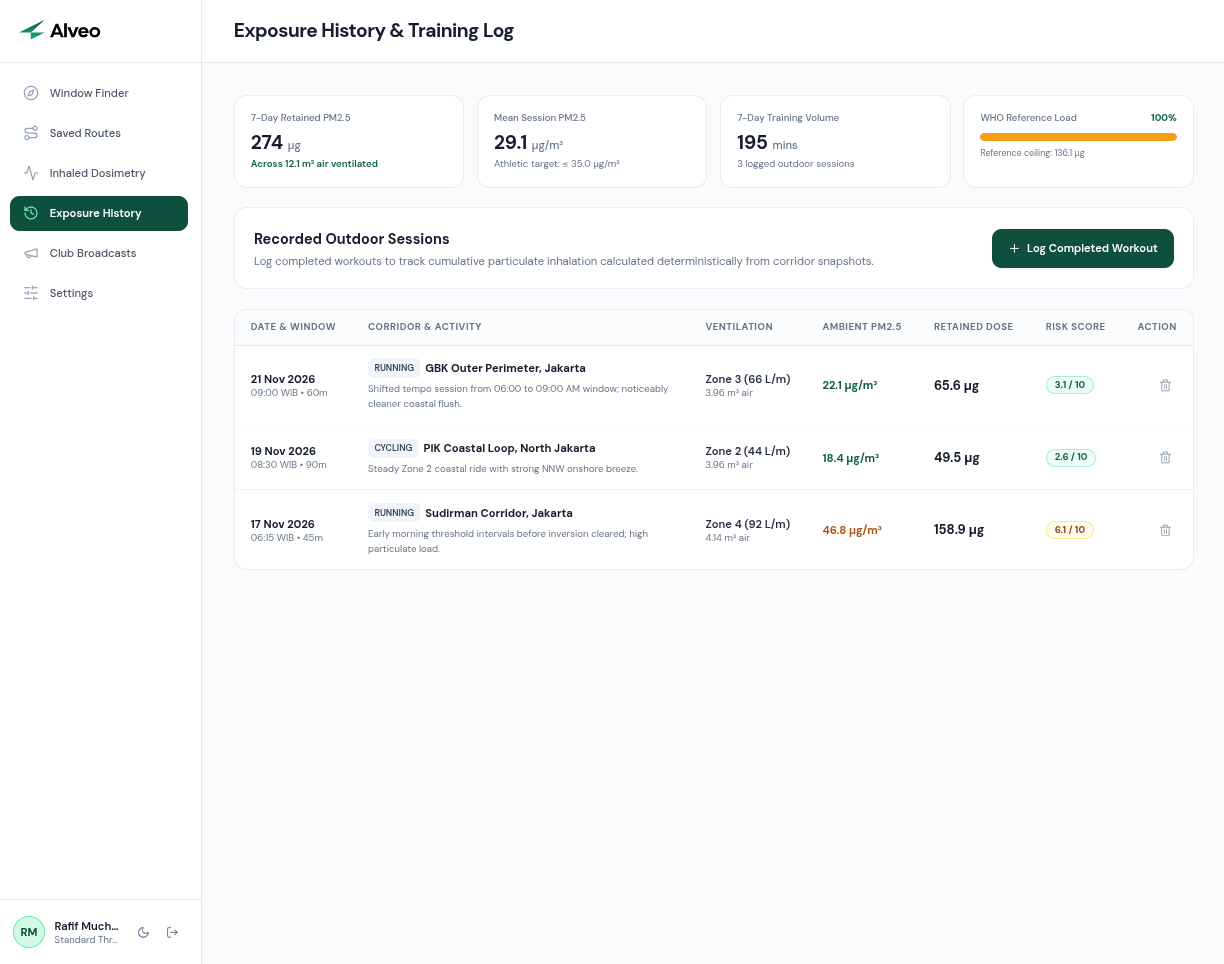 Alveo
Exposure History & Training Log
Window Finder
Saved Routes
Inhaled Dosimetry
Exposure History
Club Broadcasts
Settings
7-Day Retained PM2.5
274 µg
Across 12.1 m³ air ventilated
Mean Session PM2.5
29.1 µg/m³
Athletic target: ≤ 35.0 µg/m³
7-Day Training Volume
195 mins
3 logged outdoor sessions
WHO Reference Load 100%
Reference ceiling: 136.1 µg
Recorded Outdoor Sessions
Log completed workouts to track cumulative particulate inhalation calculated deterministically from corridor snapshots.
Log Completed Workout
DATE & WINDOW CORRIDOR & ACTIVITY VENTILATION AMBIENT PM2.5 RETAINED DOSE RISK SCORE ACTION
21 Nov 2026
09:00 WIB • 60m
RUNNING GBK Outer Perimeter, Jakarta
Shifted tempo session from 06:00 to 09:00 AM window; noticeably
cleaner coastal flush.
Zone 3 (66 L/m)
3.96 m³ air
22.1 µg/m³
65.6 µg
3.1 / 10
19 Nov 2026
08:30 WIB • 90m
CYCLING PIK Coastal Loop, North Jakarta
Steady Zone 2 coastal ride with strong NNW onshore breeze.
Zone 2 (44 L/m)
3.96 m³ air
18.4 µg/m³
49.5 µg
2.6 / 10
17 Nov 2026
06:15 WIB • 45m
RUNNING Sudirman Corridor, Jakarta
Early morning threshold intervals before inversion cleared; high
particulate load.
Zone 4 (92 L/m)
4.14 m³ air
46.8 µg/m³
158.9 µg
6.1 / 10
RM
Rafif Much...
Standard Thr...